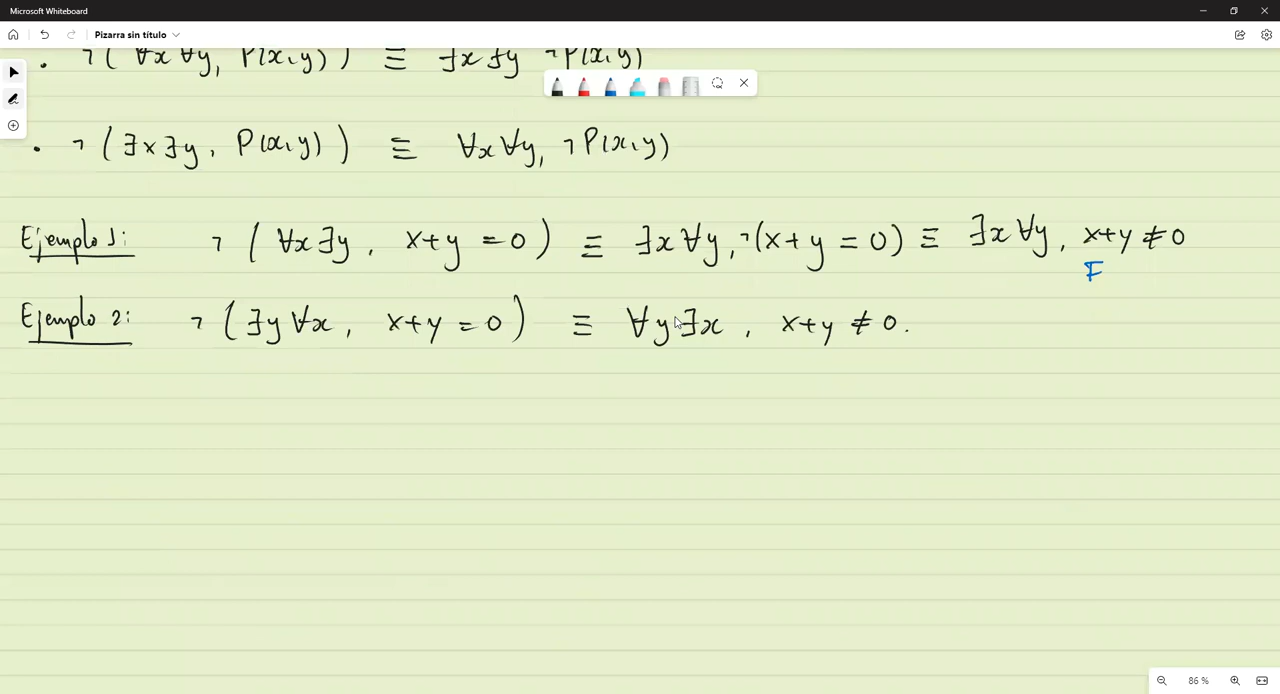 Microsoft Whiteboard
Pizarra sin título
• ¬ ( ∀x ∀y, P(x,y) ) ≡ ∃x ∃y ¬P(x,y)
• ¬ ( ∃x ∃y, P(x,y) ) ≡ ∀x ∀y, ¬P(x,y)
Ejemplo 1: ¬ ( ∀x ∃y, x+y = 0 ) ≡ ∃x ∀y, ¬(x+y = 0) ≡ ∃x ∀y, x+y ≠ 0
F
Ejemplo 2: ¬ ( ∃y ∀x, x+y = 0 ) ≡ ∀y ∃x, x+y ≠ 0.
86 %